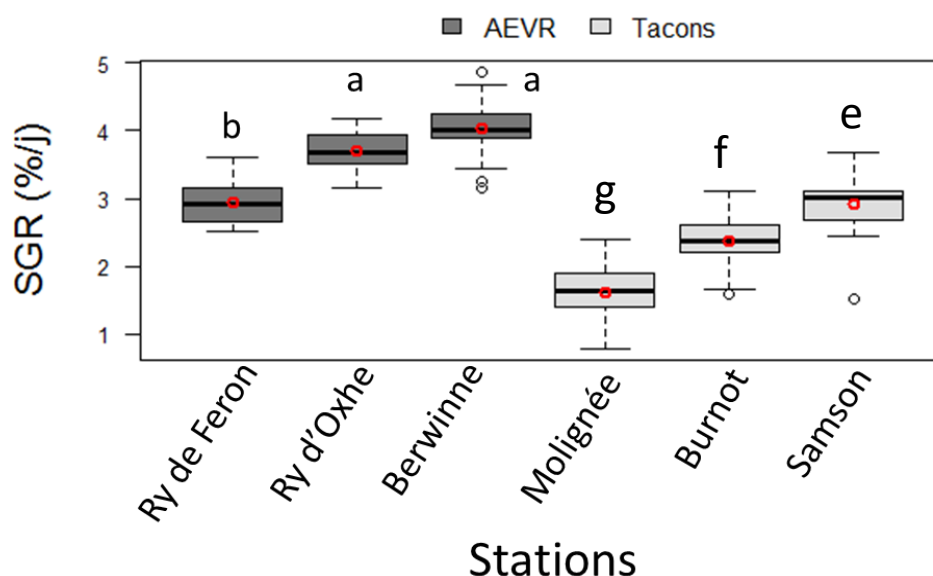 AEVR Tacons
SGR (%/j)
5
4
3
2
1
b
a
a
g
f
e
Ry de Feron
Ry d'Oxhe
Berwinne
Molignée
Burnot
Samson
Stations